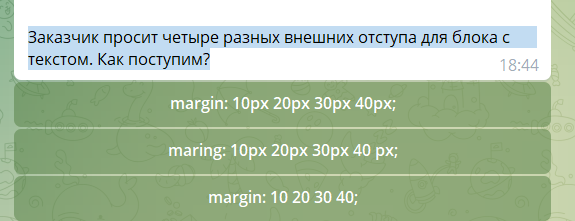 Заказчик просит четыре разных внешних отступа для блока с
текстом. Как поступим?
18:44
margin: 10px 20px 30px 40px;
maring: 10px 20px 30px 40 px;
margin: 10 20 30 40;